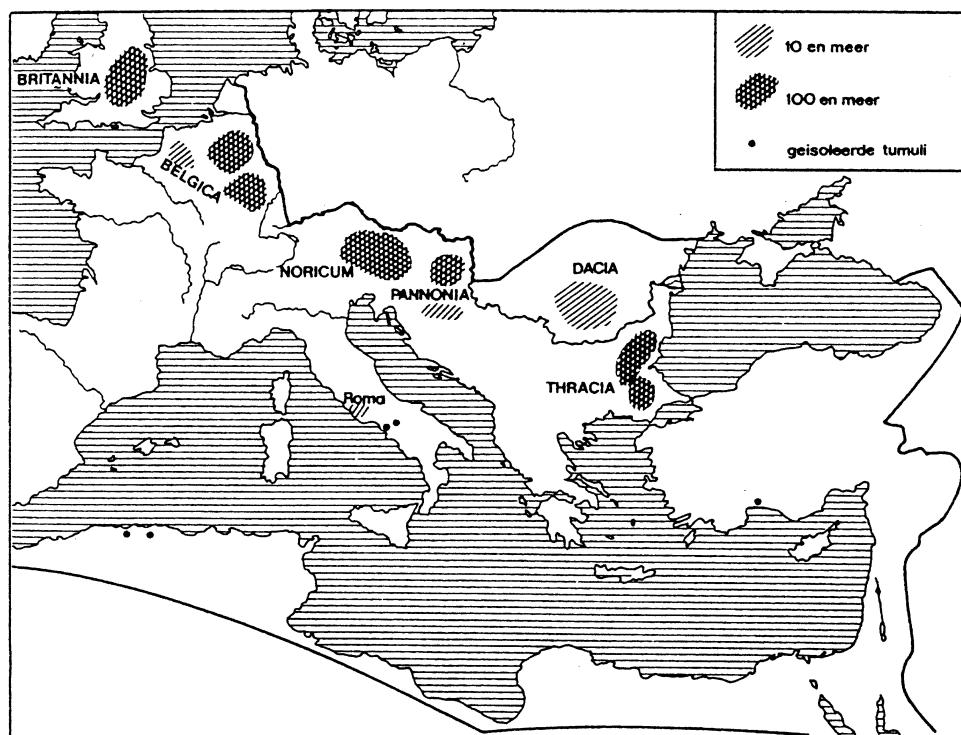 10 en meer
100 en meer
geisoleerde tumuli
BRITANNIA
BELGICA
NORICUM
PANNONIA
DACIA
THRACIA
Roma